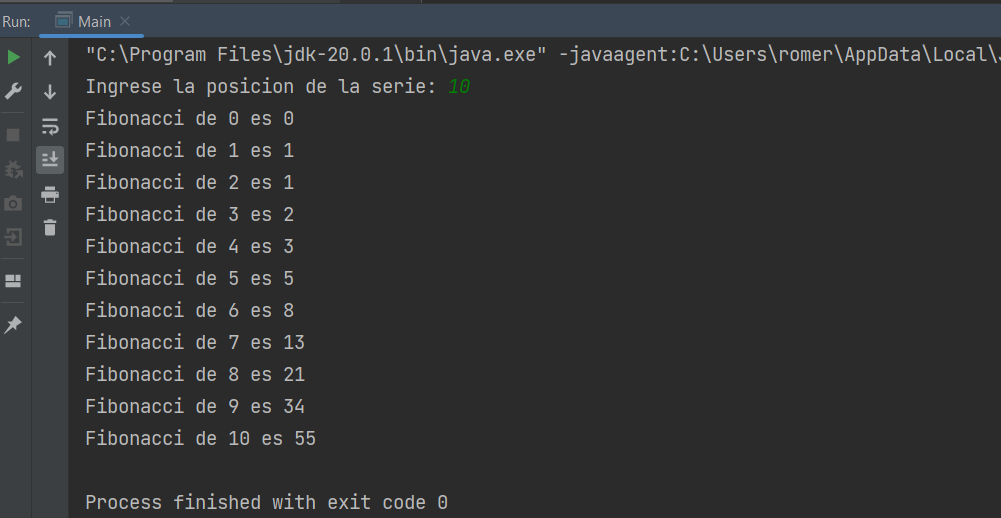 Run: Main
"C:\Program Files\jdk-20.0.1\bin\java.exe" -javaagent:C:\Users\romer\AppData\Local\
Ingrese la posicion de la serie: 10
Fibonacci de 0 es 0
Fibonacci de 1 es 1
Fibonacci de 2 es 1
Fibonacci de 3 es 2
Fibonacci de 4 es 3
Fibonacci de 5 es 5
Fibonacci de 6 es 8
Fibonacci de 7 es 13
Fibonacci de 8 es 21
Fibonacci de 9 es 34
Fibonacci de 10 es 55
Process finished with exit code 0